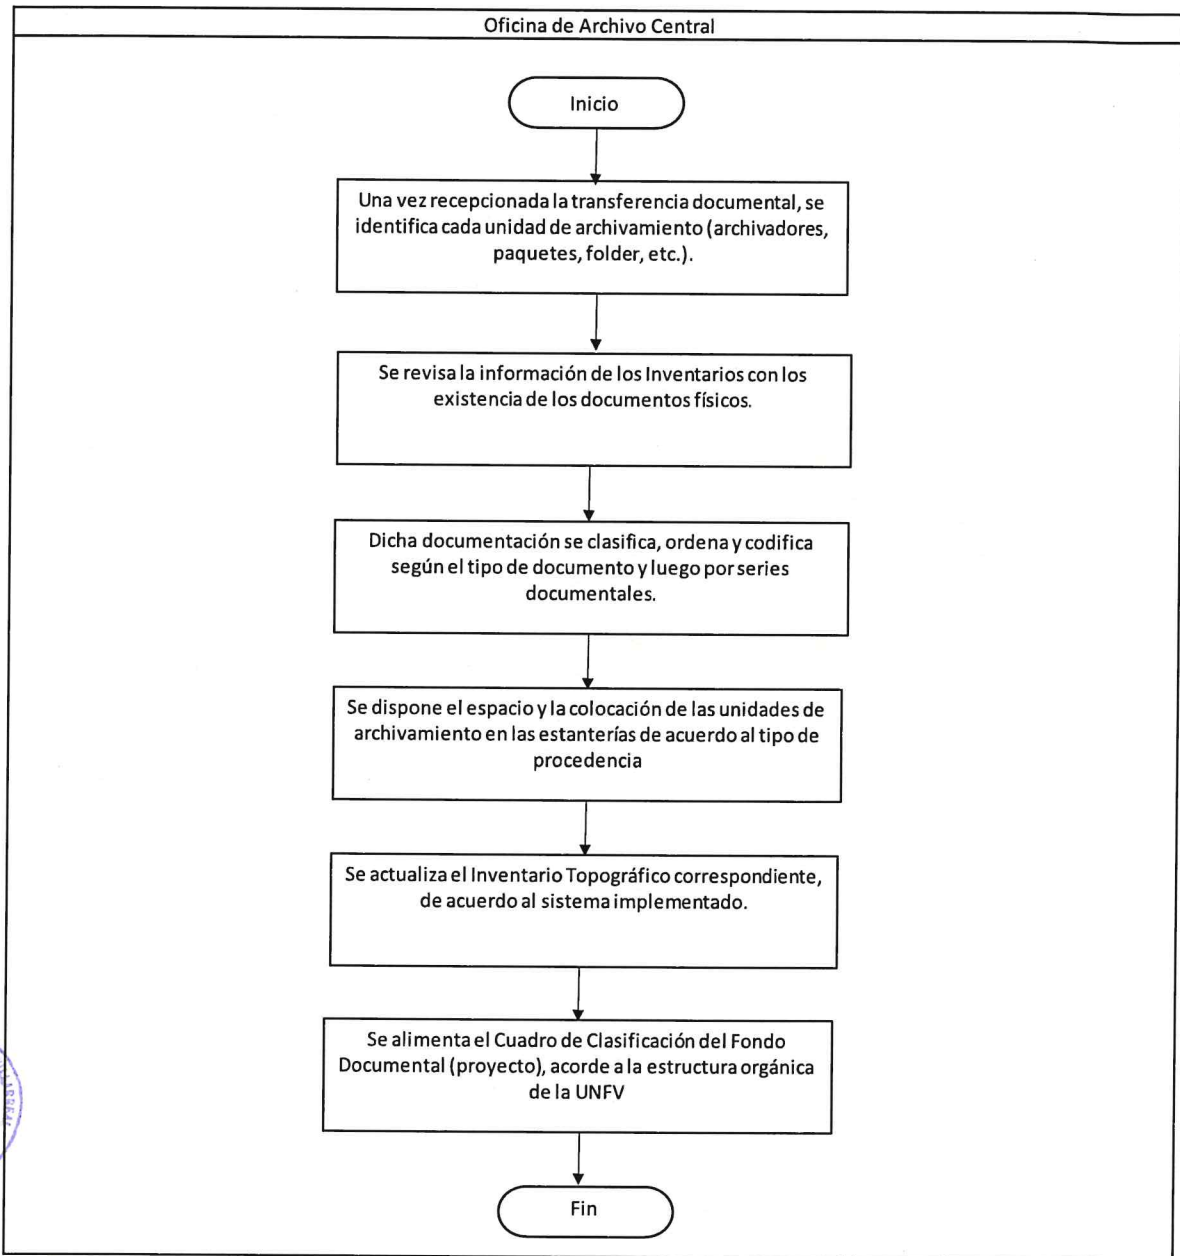 Oficina de Archivo Central
Inicio
Una vez recepcionada la transferencia documental, se
identifica cada unidad de archivamiento (archivadores,
paquetes, folder, etc.).
Se revisa la información de los Inventarios con los
existencia de los documentos físicos.
Dicha documentación se clasifica, ordena y codifica
según el tipo de documento y luego por series
documentales.
Se dispone el espacio y la colocación de las unidades de
archivamiento en las estanterías de acuerdo al tipo de
procedencia
Se actualiza el Inventario Topográfico correspondiente,
de acuerdo al sistema implementado.
Se alimenta el Cuadro de Clasificación del Fondo
Documental (proyecto), acorde a la estructura orgánica
de la UNFV
Fin